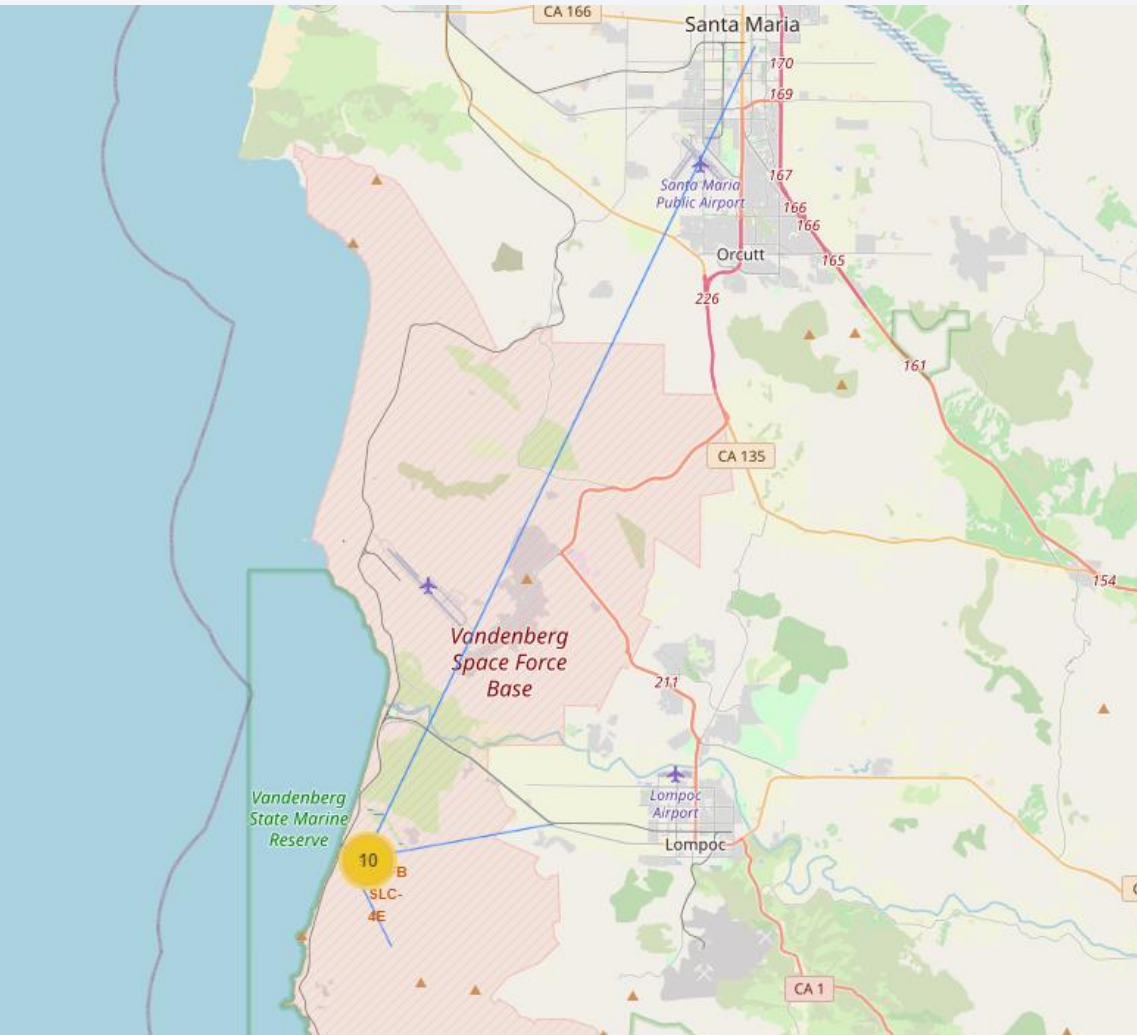 CA 166
Santa Maria
170
169
Santa Maria
Public Airport
167
166
166
165
Orcutt
226
161
CA 135
154
Vandenberg
Space Force
Base
211
Vandenberg
State Marine
Reserve
Lompoc
Airport
Lompoc
10
FB
SLC-
4E
CA 1